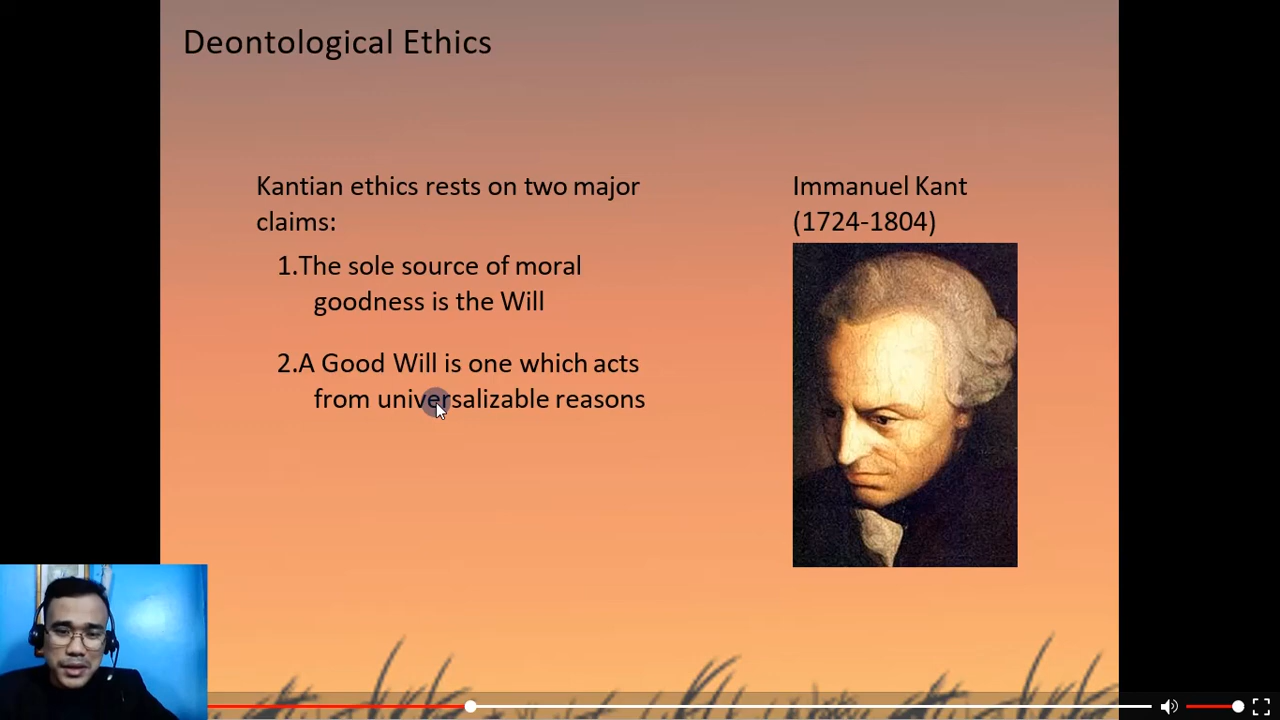 Deontological Ethics
Kantian ethics rests on two major
claims:
1.The sole source of moral
goodness is the Will
2.A Good Will is one which acts
from universalizable reasons
Immanuel Kant
(1724-1804)